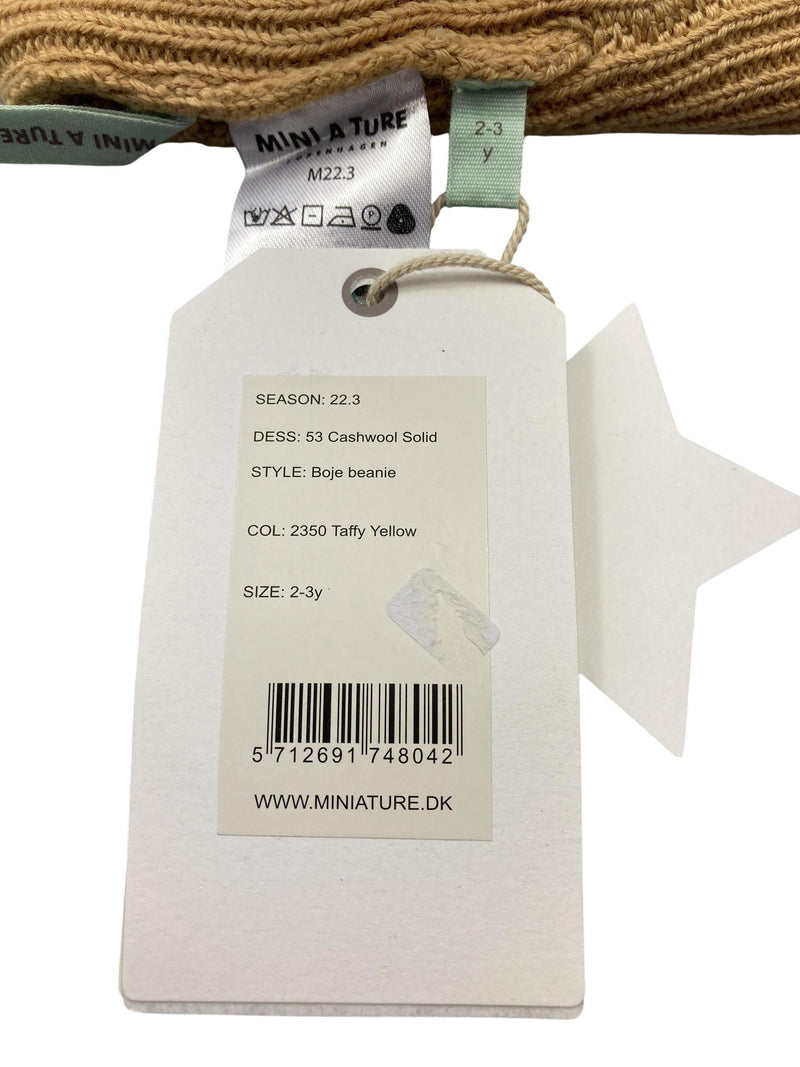 MINI A TURE
MINI A TURE
COPENHAGEN
M22.3
P
2-3
y
SEASON: 22.3
DESS: 53 Cashwool Solid
STYLE: Boje beanie
COL: 2350 Taffy Yellow
SIZE: 2-3y
5 712691 748042
WWW.MINIATURE.DK